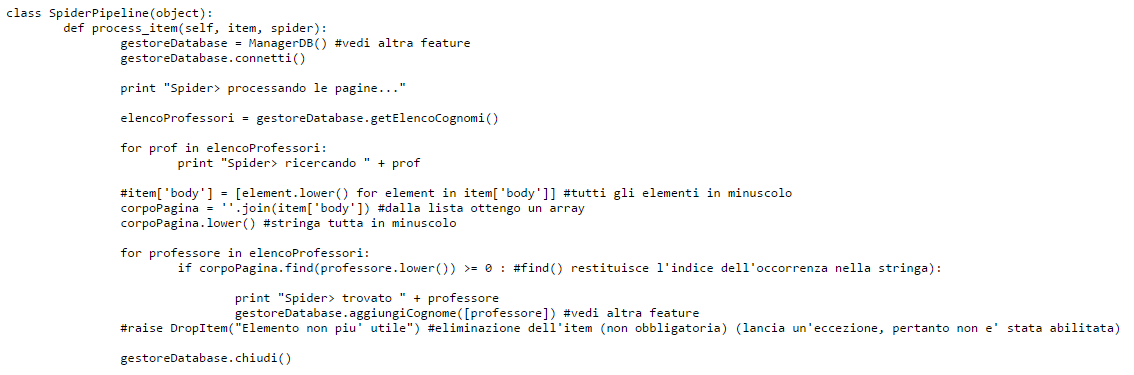 class SpiderPipeline(object):
def process_item(self, item, spider):
gestoreDatabase = ManagerDB() #vedi altra feature
gestoreDatabase.connetti()
print "Spider> processando le pagine..."
elencoProfessori = gestoreDatabase.getElencoCognomi()
for prof in elencoProfessori:
print "Spider> ricercando " + prof
#item['body'] = [element.lower() for element in item['body']] #tutti gli elementi in minuscolo
corpoPagina = ''.join(item['body']) #dalla lista ottengo un array
corpoPagina.lower() #stringa tutta in minuscolo
for professore in elencoProfessori:
if corpoPagina.find(professore.lower()) >= 0 : #find() restituisce l'indice dell'occorrenza nella stringa):
print "Spider> trovato " + professore
gestoreDatabase.aggiungiCognome([professore]) #vedi altra feature
#raise DropItem("Elemento non piu' utile") #eliminazione dell'item (non obbligatoria) (lancia un'eccezione, pertanto non e' stata abilitata)
gestoreDatabase.chiudi()